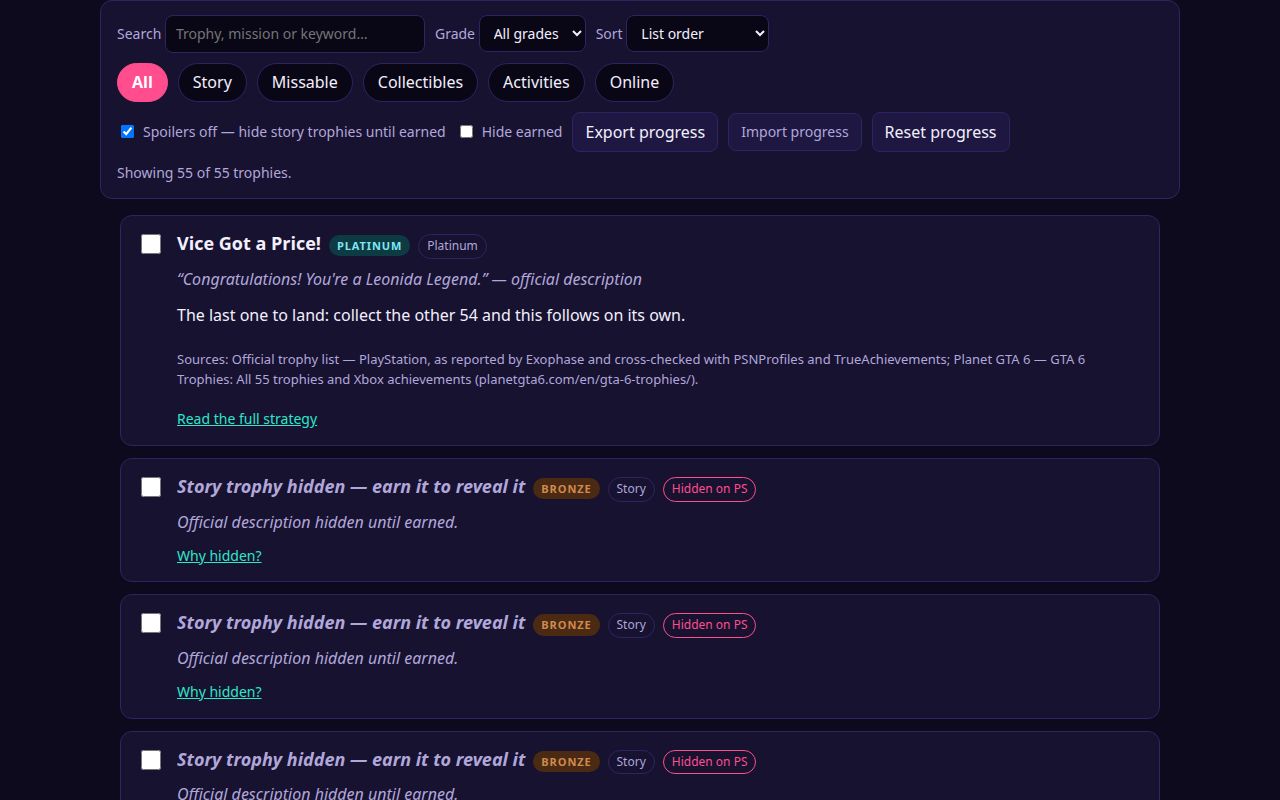 Search Trophy, mission or keyword... Grade All grades Sort List order
All Story Missable Collectibles Activities Online
Spoilers off — hide story trophies until earned Hide earned Export progress Import progress Reset progress
Showing 55 of 55 trophies.
Vice Got a Price! PLATINUM Platinum
“Congratulations! You're a Leonida Legend.” — official description
The last one to land: collect the other 54 and this follows on its own.
Sources: Official trophy list — PlayStation, as reported by Exophase and cross-checked with PSNProfiles and TrueAchievements; Planet GTA 6 — GTA 6
Trophies: All 55 trophies and Xbox achievements (planetgta6.com/en/gta-6-trophies/).
Read the full strategy
Story trophy hidden — earn it to reveal it BRONZE Story Hidden on PS
Official description hidden until earned.
Why hidden?
Story trophy hidden — earn it to reveal it BRONZE Story Hidden on PS
Official description hidden until earned.
Why hidden?
Story trophy hidden — earn it to reveal it BRONZE Story Hidden on PS
Official description hidden until earned.